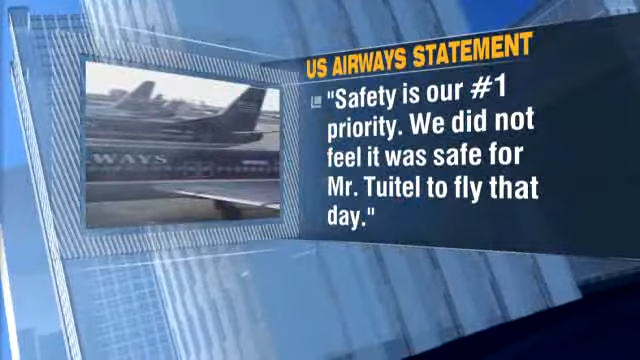 US AIRWAYS STATEMENT
"Safety is our #1
priority. We did not
feel it was safe for
Mr. Tuitel to fly that
day."
WAYS